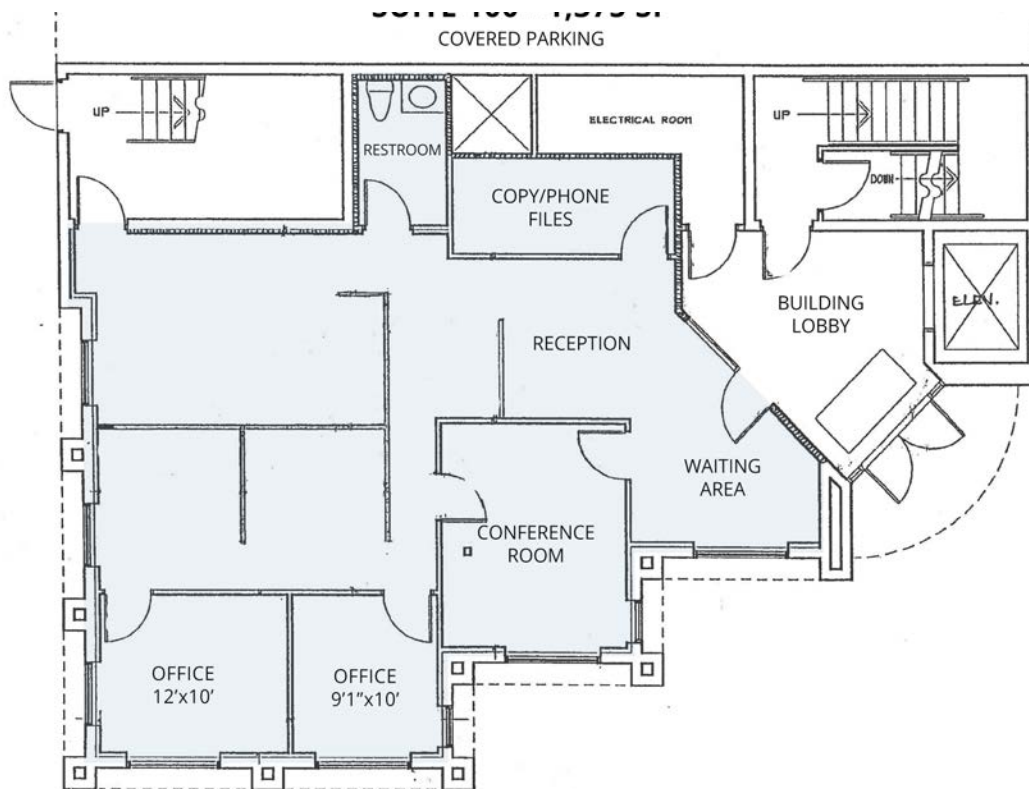 COVERED PARKING
UP
RESTROOM
ELECTRICAL ROOM
UP
DOWN
COPY/PHONE
FILES
BUILDING
LOBBY
ELEV.
RECEPTION
WAITING
AREA
CONFERENCE
ROOM
OFFICE
12'x10'
OFFICE
9'1"x10'